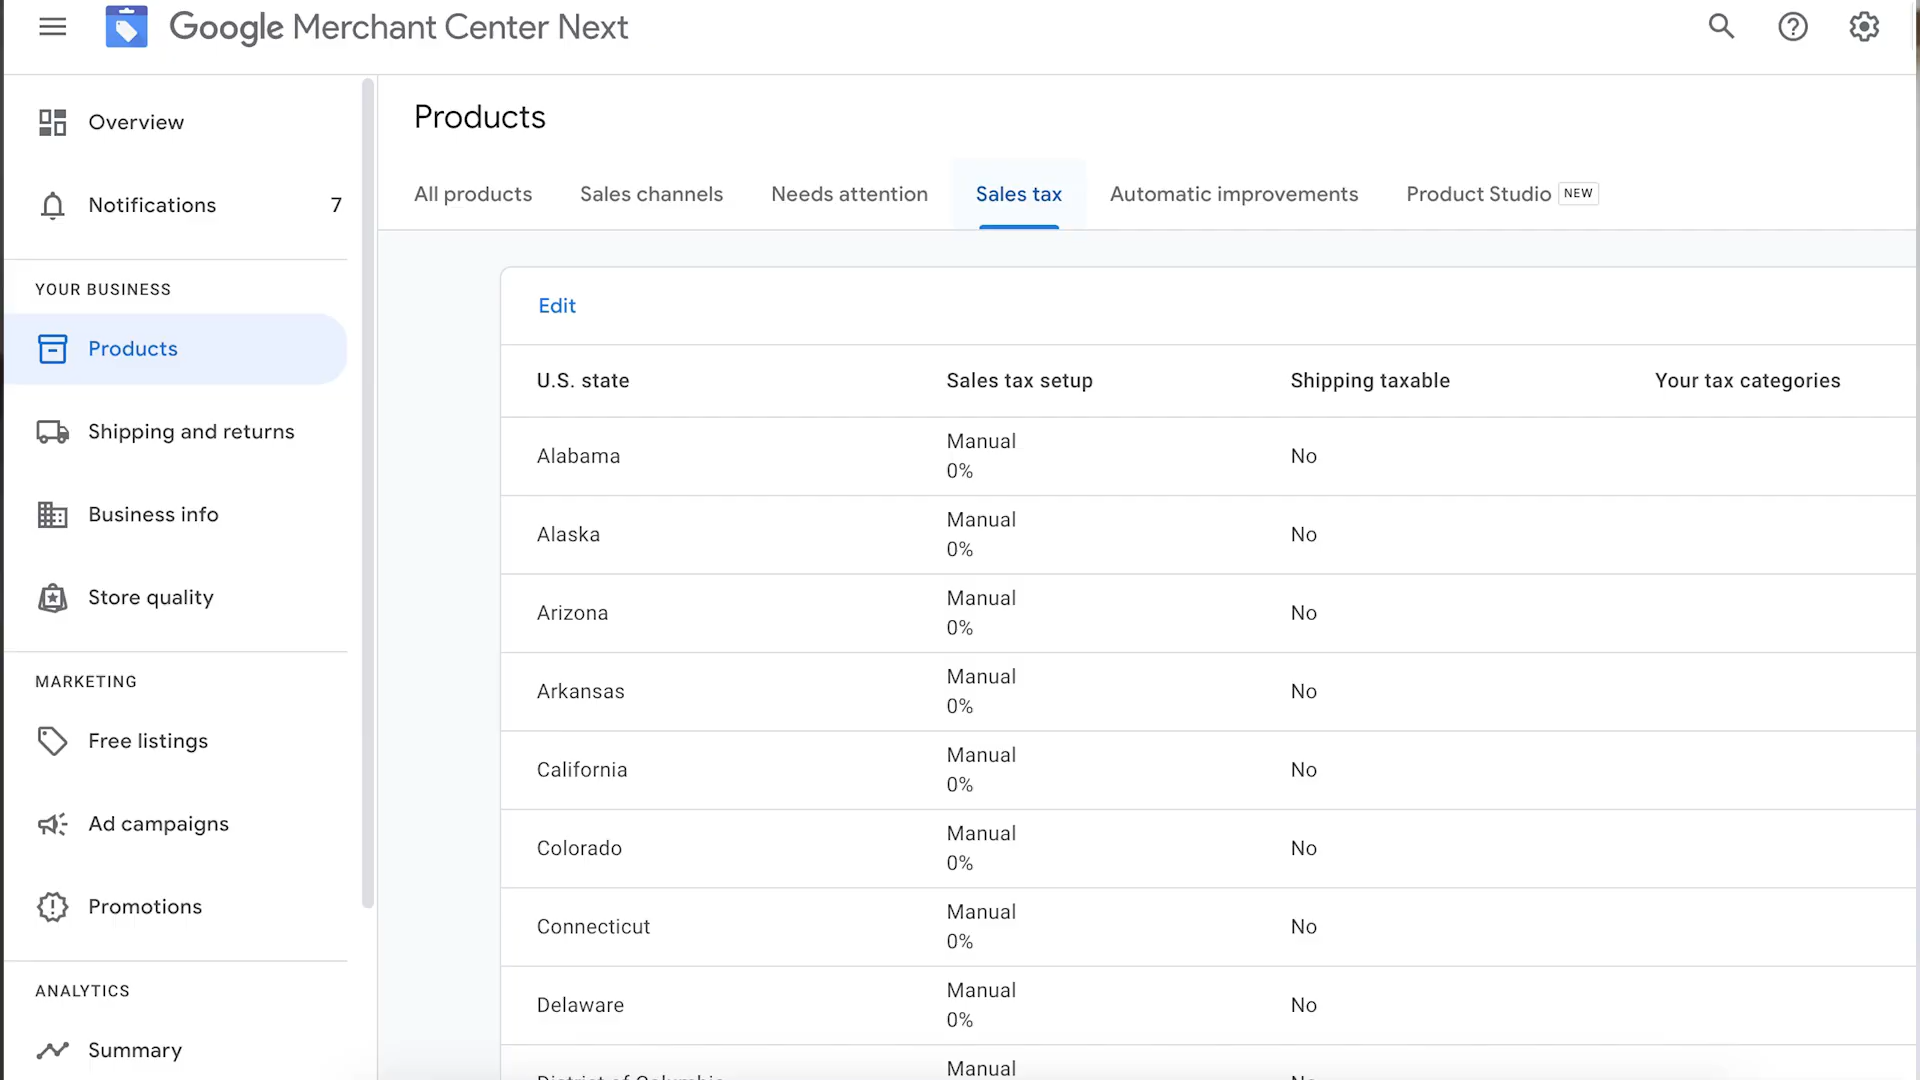 Google Merchant Center Next
Overview
Notifications 7
YOUR BUSINESS
Products
Shipping and returns
Business info
Store quality
MARKETING
Free listings
Ad campaigns
Promotions
ANALYTICS
Summary
Products
All products Sales channels Needs attention Sales tax Automatic improvements Product Studio NEW
Edit
U.S. state Sales tax setup Shipping taxable Your tax categories
Alabama Manual 0% No
Alaska Manual 0% No
Arizona Manual 0% No
Arkansas Manual 0% No
California Manual 0% No
Colorado Manual 0% No
Connecticut Manual 0% No
Delaware Manual 0% No
District of Columbia Manual No